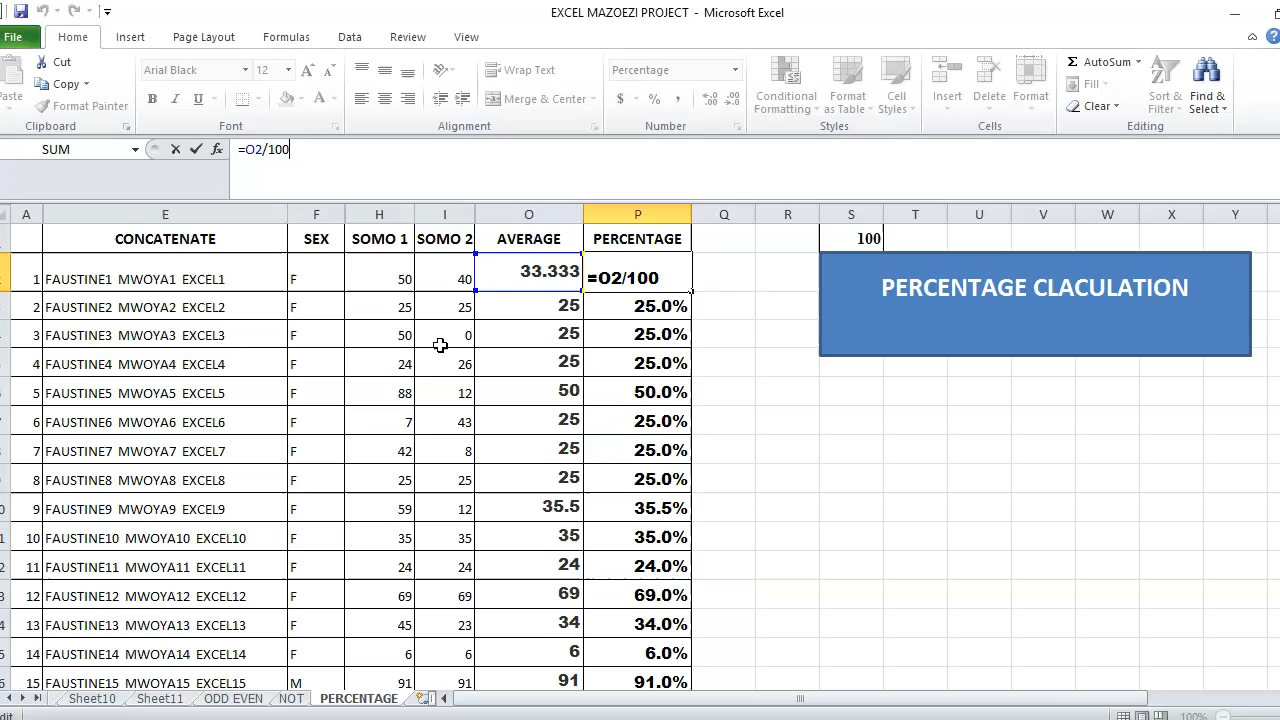 EXCEL MAZOEZI PROJECT - Microsoft Excel
File Home Insert Page Layout Formulas Data Review View
Paste Cut Copy Format Painter Clipboard
Arial Black 12 B I U A A A Font
Wrap Text Merge & Center Alignment
Percentage $ % , .0 .00 .00 .0 Number
Conditional Formatting Format as Table Cell Styles Styles
Insert Delete Format Cells
Σ AutoSum Fill Clear Sort & Filter Find & Select Editing
SUM fx =O2/100
A E F H I O P Q R S T U V W X Y
CONCATENATE SEX SOMO 1 SOMO 2 AVERAGE PERCENTAGE 100
1 FAUSTINE1 MWOYA1 EXCEL1 F 50 40 33.333 =O2/100
PERCENTAGE CLACULATION
2 FAUSTINE2 MWOYA2 EXCEL2 F 25 25 25 25.0%
3 FAUSTINE3 MWOYA3 EXCEL3 F 50 0 25 25.0%
4 FAUSTINE4 MWOYA4 EXCEL4 F 24 26 25 25.0%
5 FAUSTINE5 MWOYA5 EXCEL5 F 88 12 50 50.0%
6 FAUSTINE6 MWOYA6 EXCEL6 F 7 43 25 25.0%
7 FAUSTINE7 MWOYA7 EXCEL7 F 42 8 25 25.0%
8 FAUSTINE8 MWOYA8 EXCEL8 F 25 25 25 25.0%
9 FAUSTINE9 MWOYA9 EXCEL9 F 59 12 35.5 35.5%
10 FAUSTINE10 MWOYA10 EXCEL10 F 35 35 35 35.0%
11 FAUSTINE11 MWOYA11 EXCEL11 F 24 24 24 24.0%
12 FAUSTINE12 MWOYA12 EXCEL12 F 69 69 69 69.0%
13 FAUSTINE13 MWOYA13 EXCEL13 F 45 23 34 34.0%
14 FAUSTINE14 MWOYA14 EXCEL14 F 6 6 6 6.0%
15 FAUSTINE15 MWOYA15 EXCEL15 M 91 91 91 91.0%
Sheet10 Sheet11 ODD EVEN NOT PERCENTAGE
100%